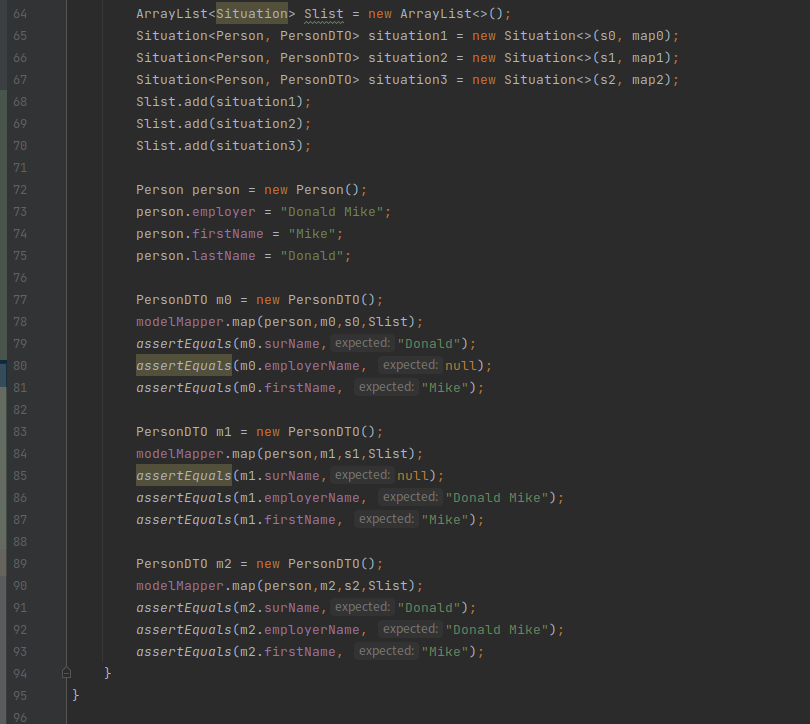 64 ArrayList<Situation> Slist = new ArrayList<>();
65 Situation<Person, PersonDTO> situation1 = new Situation<>(s0, map0);
66 Situation<Person, PersonDTO> situation2 = new Situation<>(s1, map1);
67 Situation<Person, PersonDTO> situation3 = new Situation<>(s2, map2);
68 Slist.add(situation1);
69 Slist.add(situation2);
70 Slist.add(situation3);
71
72 Person person = new Person();
73 person.employer = "Donald Mike";
74 person.firstName = "Mike";
75 person.lastName = "Donald";
76
77 PersonDTO m0 = new PersonDTO();
78 modelMapper.map(person,m0,s0,Slist);
79 assertEquals(m0.surName, expected: "Donald");
80 assertEquals(m0.employerName, expected: null);
81 assertEquals(m0.firstName, expected: "Mike");
82
83 PersonDTO m1 = new PersonDTO();
84 modelMapper.map(person,m1,s1,Slist);
85 assertEquals(m1.surName, expected: null);
86 assertEquals(m1.employerName, expected: "Donald Mike");
87 assertEquals(m1.firstName, expected: "Mike");
88
89 PersonDTO m2 = new PersonDTO();
90 modelMapper.map(person,m2,s2,Slist);
91 assertEquals(m2.surName, expected: "Donald");
92 assertEquals(m2.employerName, expected: "Donald Mike");
93 assertEquals(m2.firstName, expected: "Mike");
94 }
95 }
96